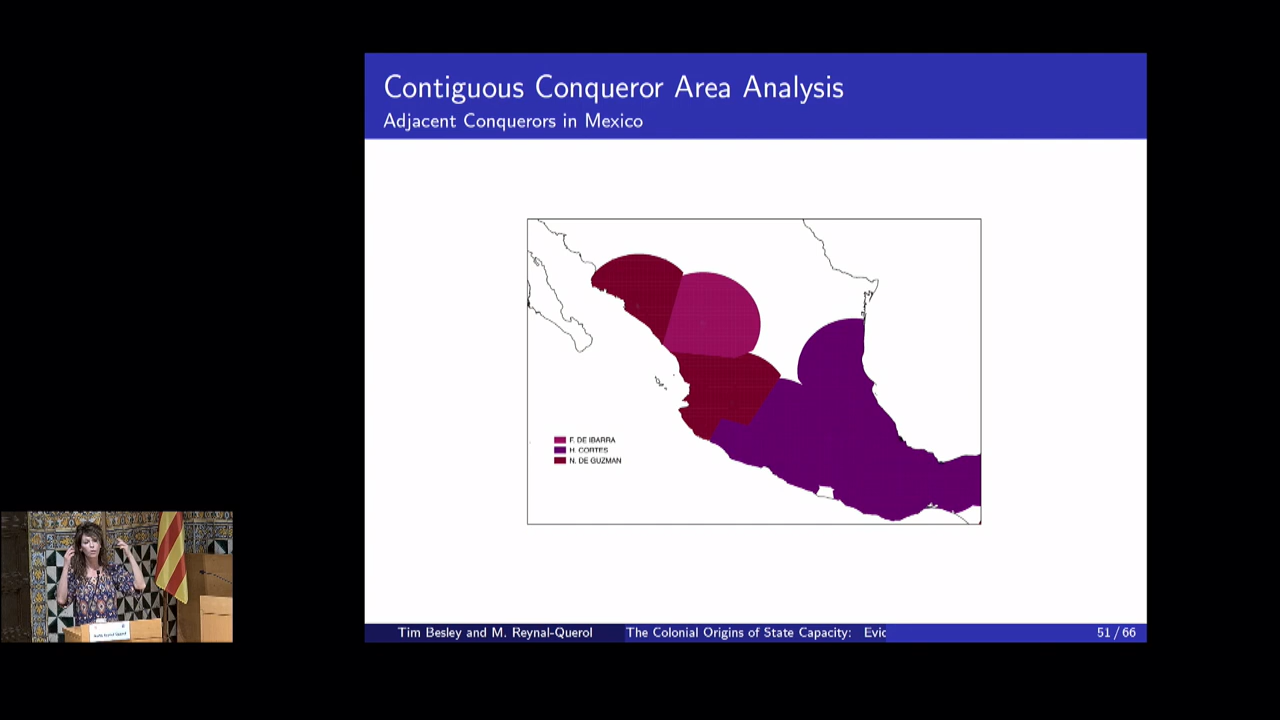 Contiguous Conqueror Area Analysis
Adjacent Conquerors in Mexico
F. DE IBARRA
H. CORTES
N. DE GUZMAN
Tim Besley and M. Reynal-Querol
The Colonial Origins of State Capacity: Evid
51 / 66